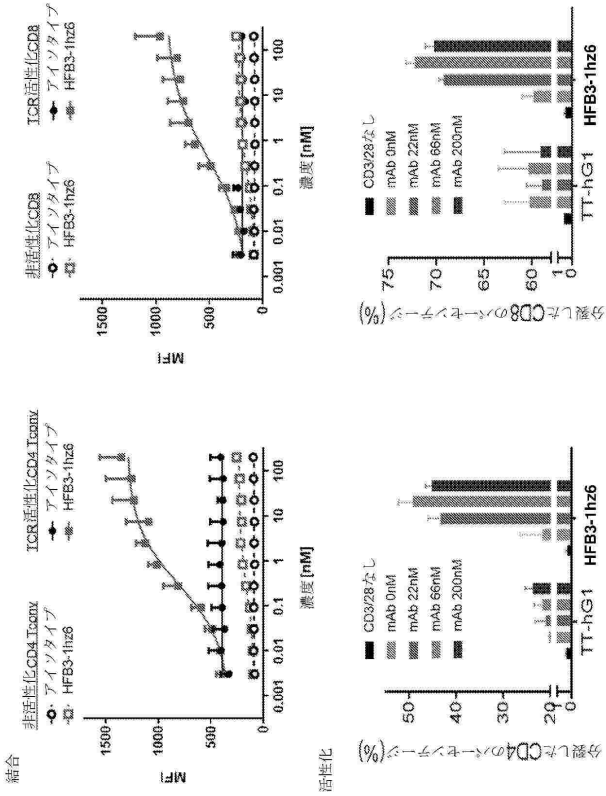 結合
非活性化CD4 Tconv
アイソタイプ
HFB3-1hz6
TCR活性化CD4 Tconv
アイソタイプ
HFB3-1hz6
MFI
1500
1000
500
0
0.001
0.01
0.1
1
10
100
濃度 [nM]
非活性化CD8
アイソタイプ
HFB3-1hz6
TCR活性化CD8
アイソタイプ
HFB3-1hz6
MFI
1500
1000
500
0
0.001
0.01
0.1
1
10
100
濃度 [nM]
活性化
分裂したCD4のパーセンテージ(%)
50
40
30
20
1
0
CD3/28なし
mAb 0nM
mAb 22nM
mAb 66nM
mAb 200nM
TT-hG1
HFB3-1hz6
分裂したCD8のパーセンテージ(%)
75
70
65
60
1
0
CD3/28なし
mAb 0nM
mAb 22nM
mAb 66nM
mAb 200nM
TT-hG1
HFB3-1hz6